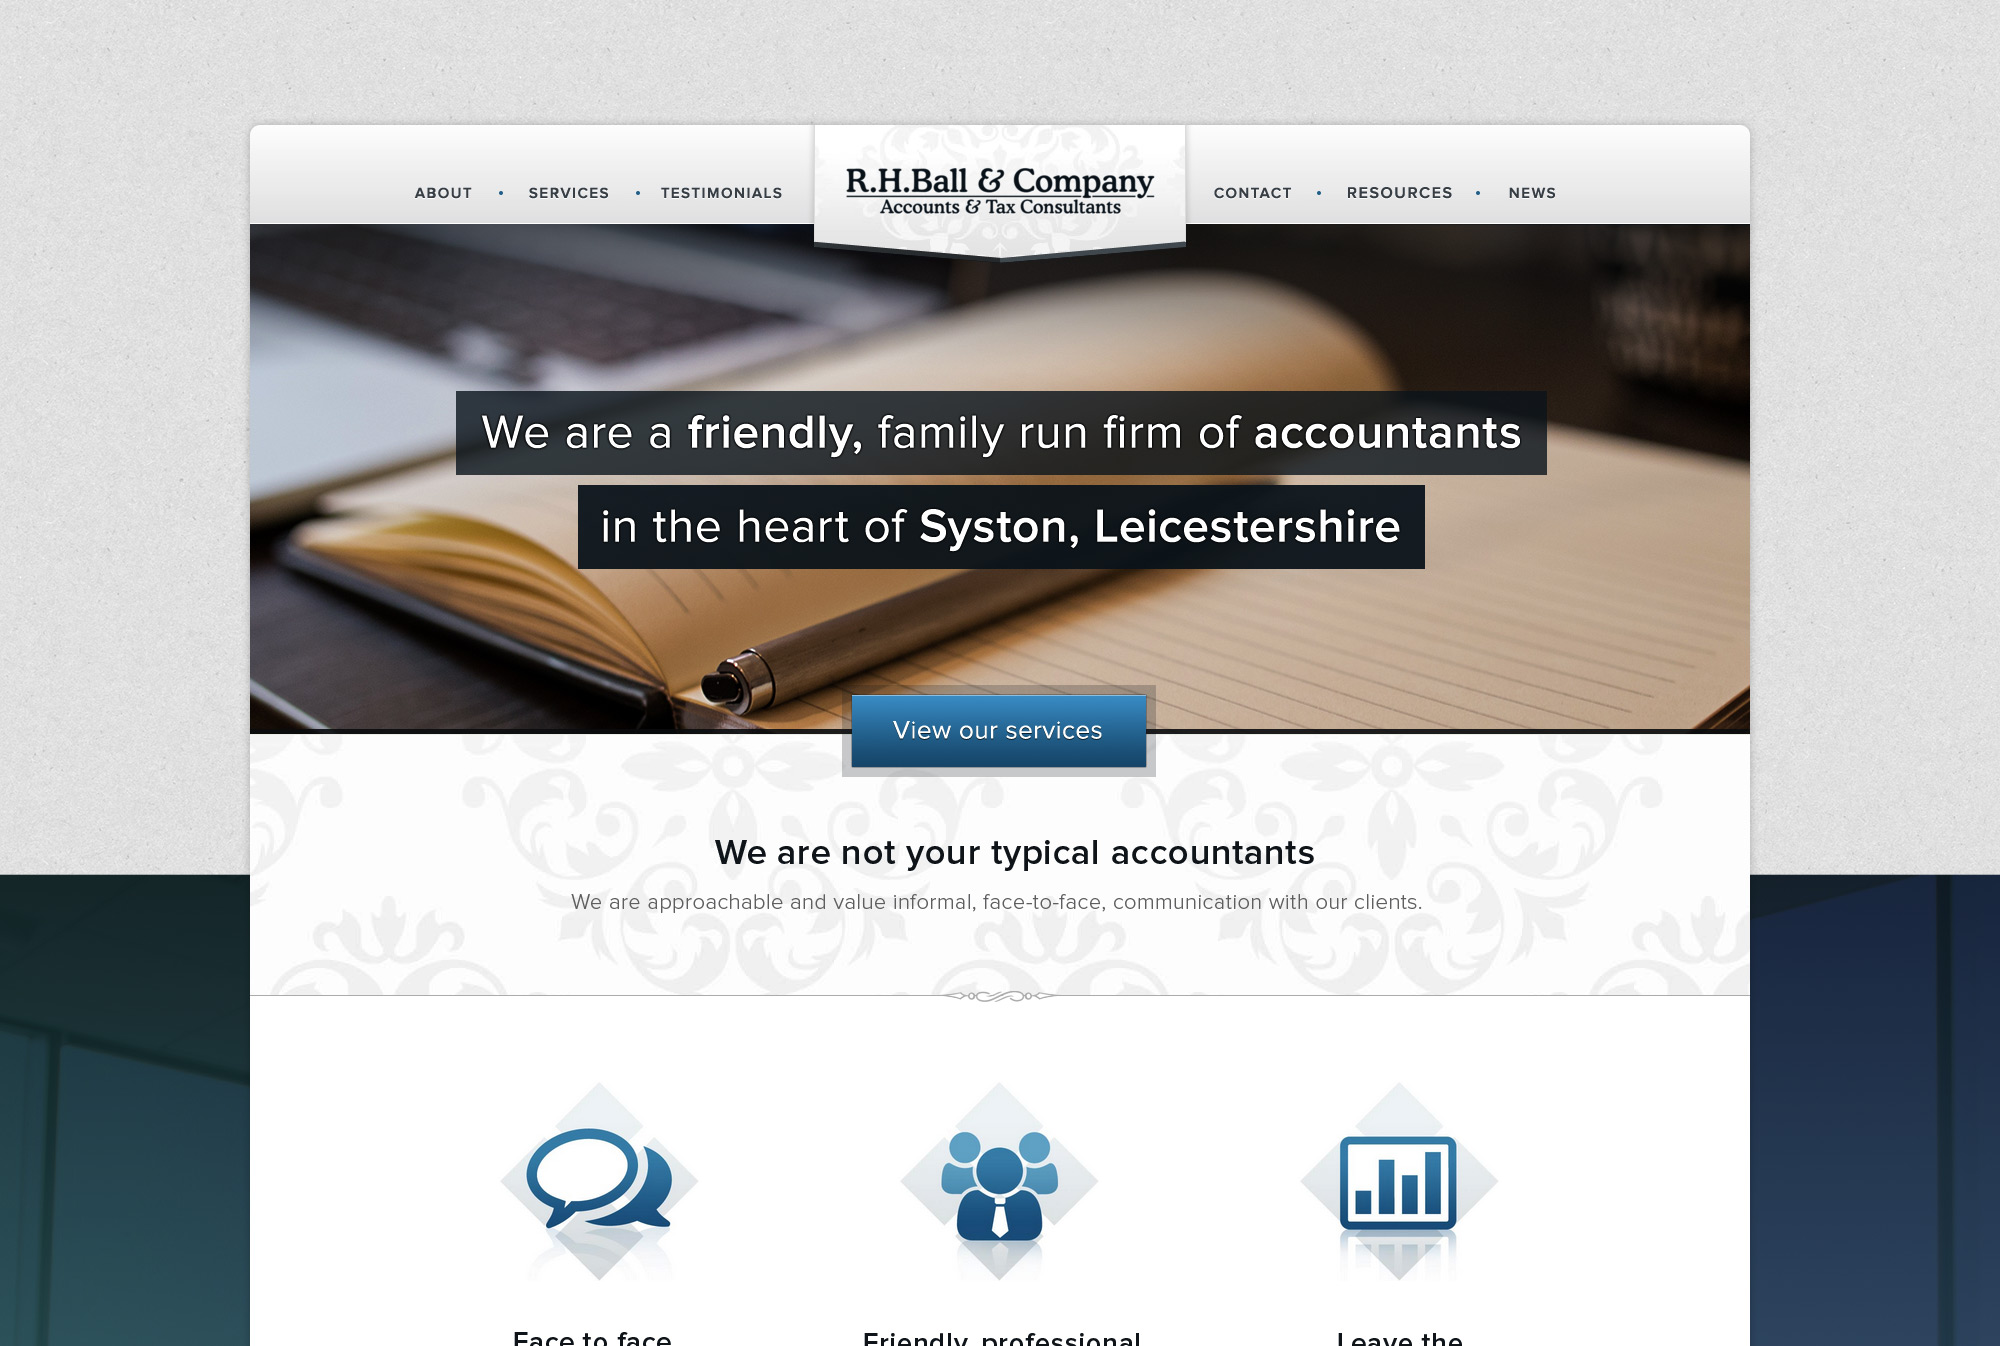 ABOUT • SERVICES • TESTIMONIALS
R.H.Ball & Company
Accounts & Tax Consultants
CONTACT • RESOURCES • NEWS
We are a friendly, family run firm of accountants
in the heart of Syston, Leicestershire
View our services
We are not your typical accountants
We are approachable and value informal, face-to-face, communication with our clients.
Face to face
Friendly, professional
Leave the